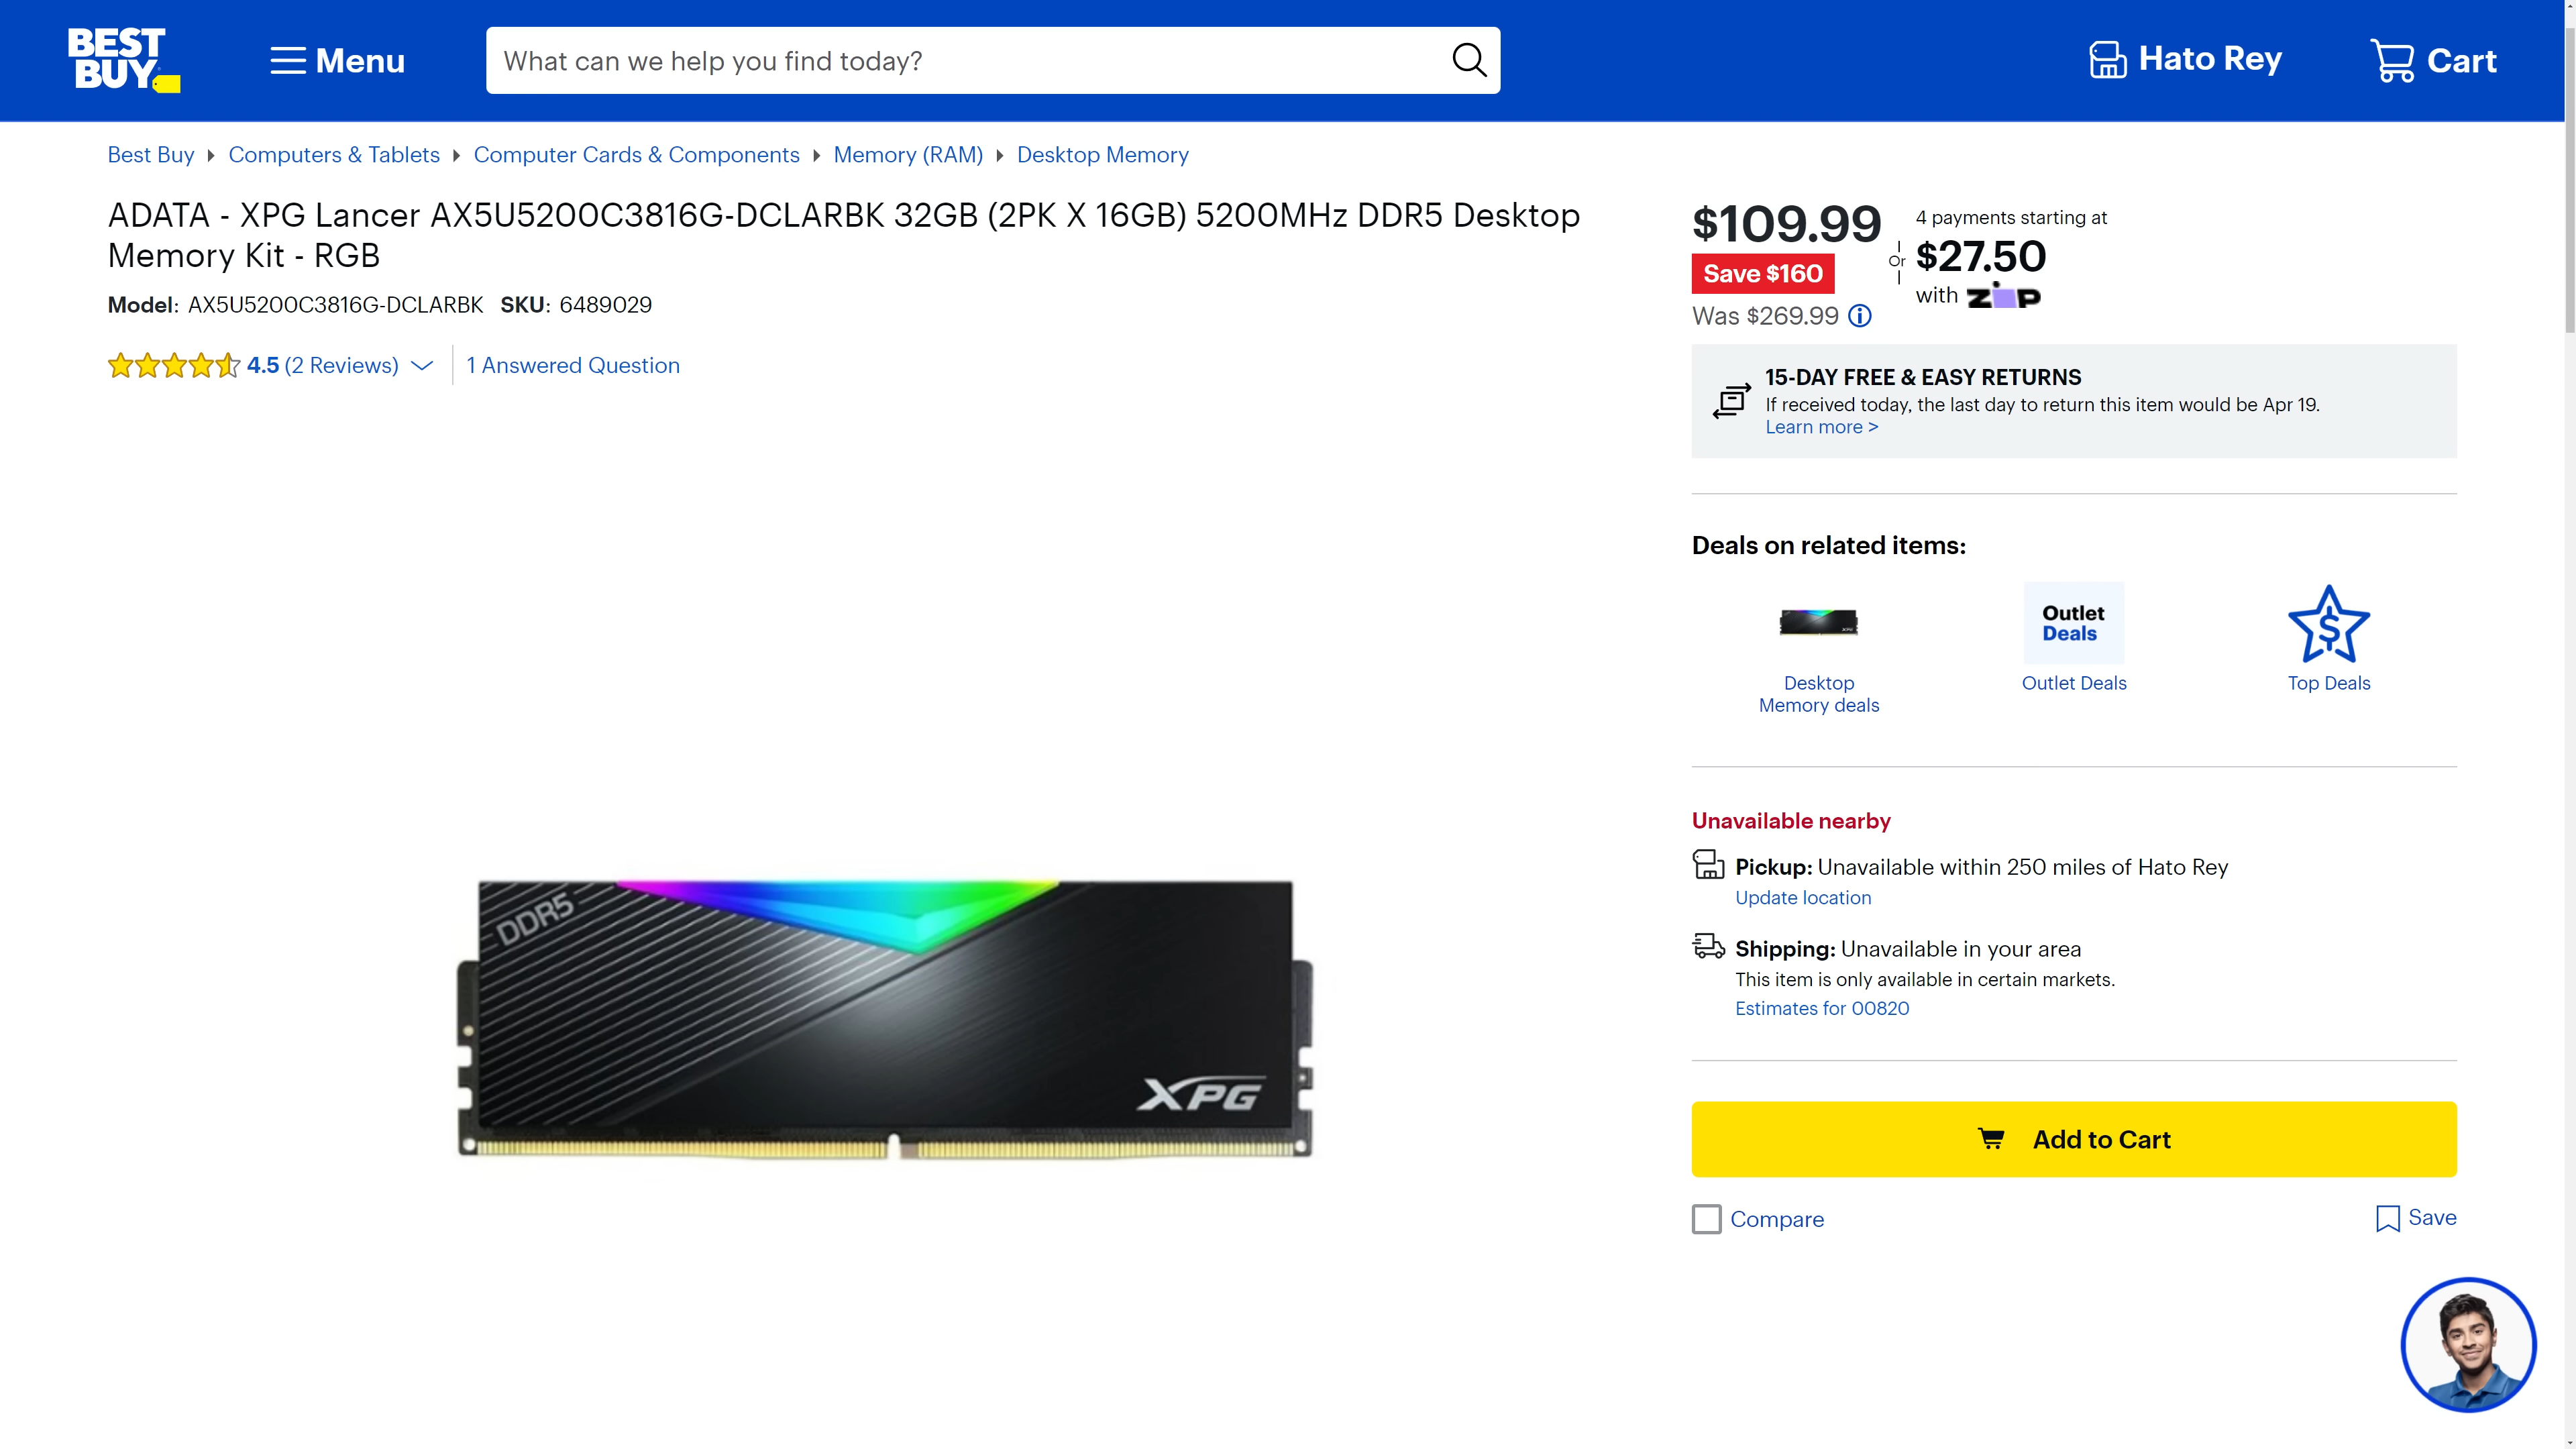 BEST
BUY
Menu
What can we help you find today?
Hato Rey
Cart
Best Buy
Computers & Tablets
Computer Cards & Components
Memory (RAM)
Desktop Memory
ADATA - XPG Lancer AX5U5200C3816G-DCLARBK 32GB (2PK X 16GB) 5200MHz DDR5 Desktop
Memory Kit - RGB
Model: AX5U5200C3816G-DCLARBK SKU: 6489029
4.5 (2 Reviews)
1 Answered Question
$109.99
Save $160
Was $269.99
Or
4 payments starting at
$27.50
with zip
15-DAY FREE & EASY RETURNS
If received today, the last day to return this item would be Apr 19.
Learn more >
Deals on related items:
Outlet
Deals
Desktop
Memory deals
Outlet Deals
Top Deals
Unavailable nearby
Pickup: Unavailable within 250 miles of Hato Rey
Update location
Shipping: Unavailable in your area
This item is only available in certain markets.
Estimates for 00820
Add to Cart
Compare
Save
DDR5
XPG